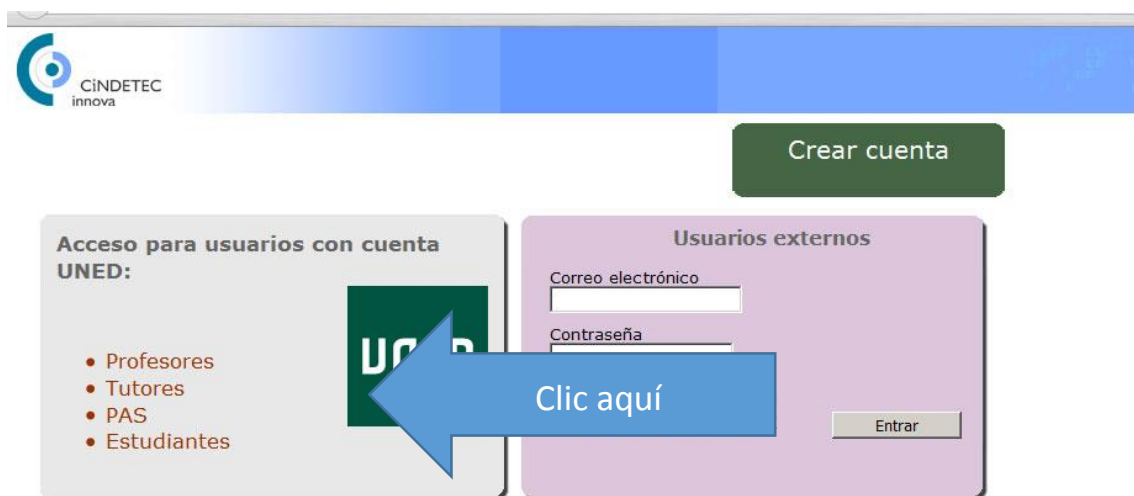 CiNDETEC
innova
Crear cuenta
Acceso para usuarios con cuenta
UNED:
Usuarios externos
Correo electrónico
Contraseña
• Profesores
• Tutores
• PAS
• Estudiantes
Clic aquí
Entrar